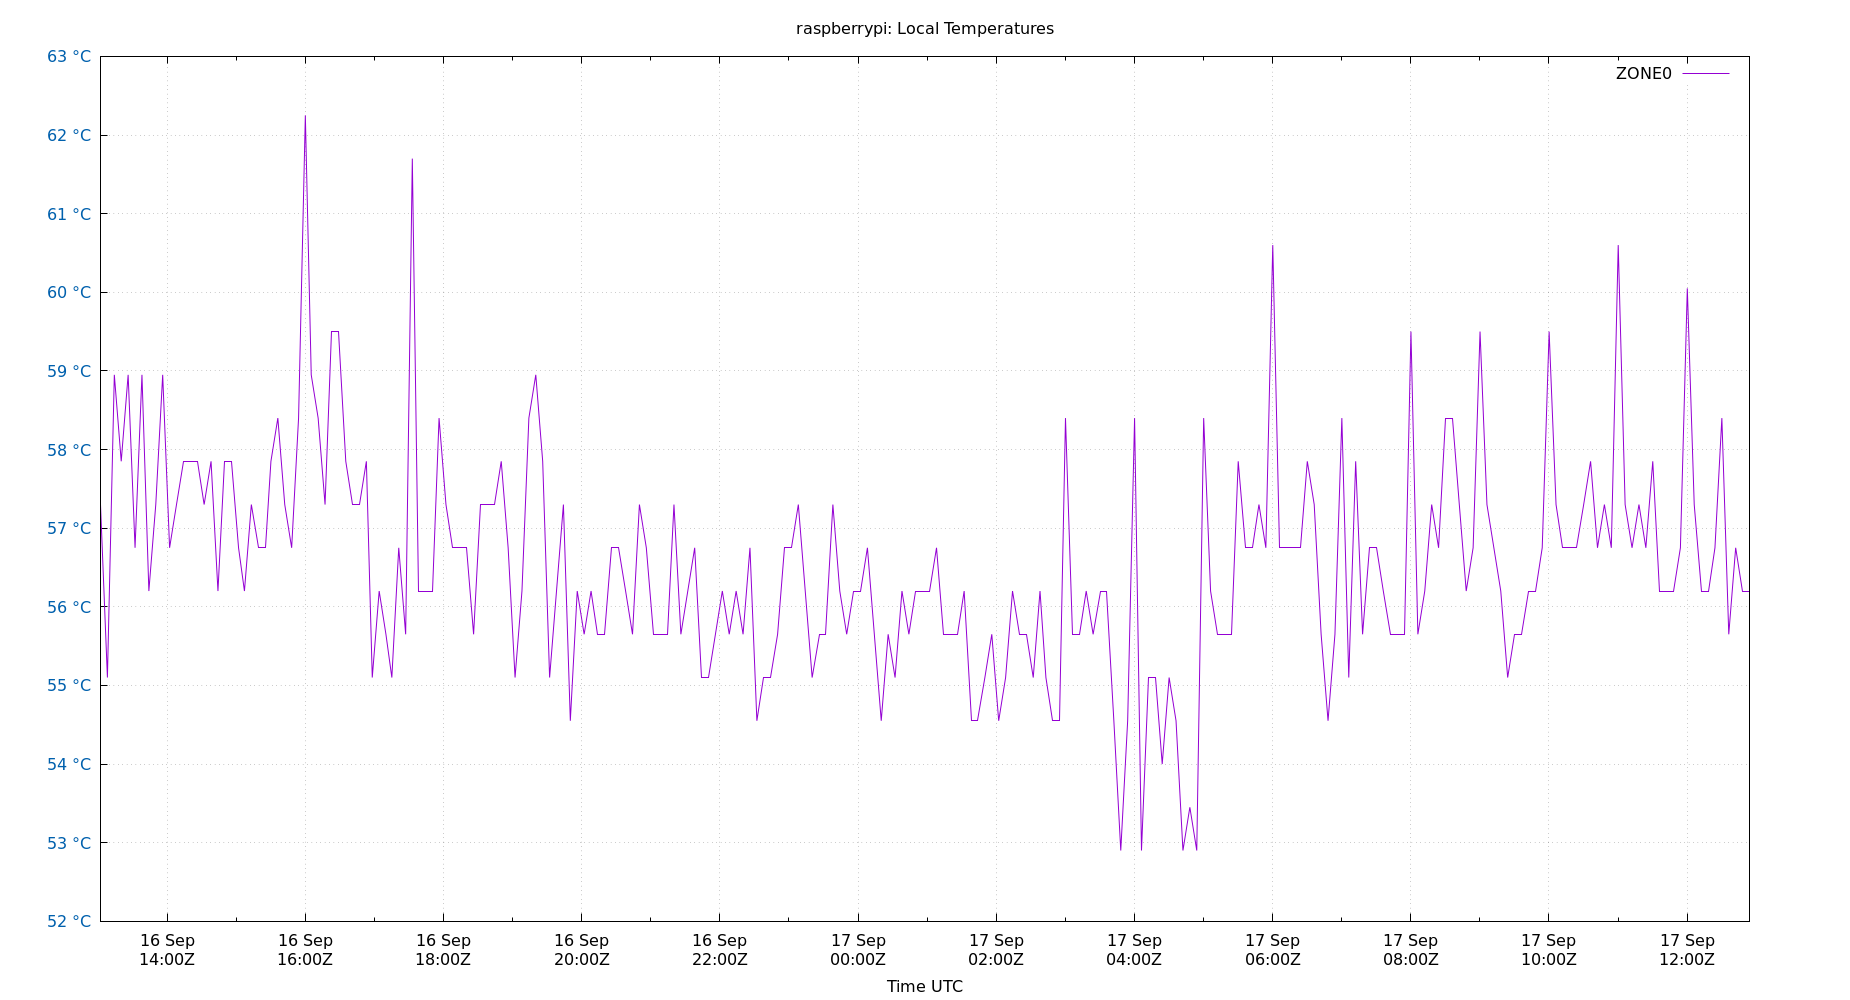 raspberrypi: Local Temperatures
63 °C
ZONE0
62 °C
61 °C
60 °C
59 °C
58 °C
57 °C
56 °C
55 °C
54 °C
53 °C
52 °C
16 Sep 16 Sep 16 Sep 16 Sep 16 Sep 17 Sep 17 Sep 17 Sep 17 Sep 17 Sep 17 Sep 17 Sep
14:00Z 16:00Z 18:00Z 20:00Z 22:00Z 00:00Z 02:00Z 04:00Z 06:00Z 08:00Z 10:00Z 12:00Z
Time UTC